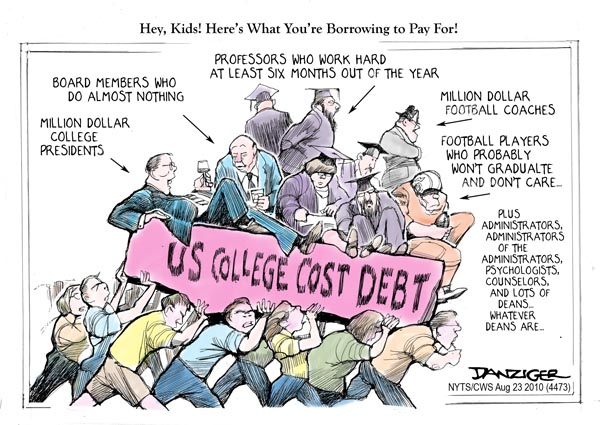 Hey, Kids! Here's What You're Borrowing to Pay For!
PROFESSORS WHO WORK HARD
AT LEAST SIX MONTHS OUT OF THE YEAR
BOARD MEMBERS WHO
DO ALMOST NOTHING
MILLION DOLLAR
COLLEGE
PRESIDENTS
MILLION DOLLAR
FOOTBALL COACHES
FOOTBALL PLAYERS
WHO PROBABLY
WON'T GRADUALTE
AND DON'T CARE...
PLUS
ADMINISTRATORS,
ADMINISTRATORS
OF THE
ADMINISTRATORS,
PSYCHOLOGISTS,
COUNSELORS,
AND LOTS OF
DEANS...
WHATEVER
DEANS ARE...
US COLLEGE COST DEBT
DANZIGER
NYTS/CWS Aug 23 2010 (4473)